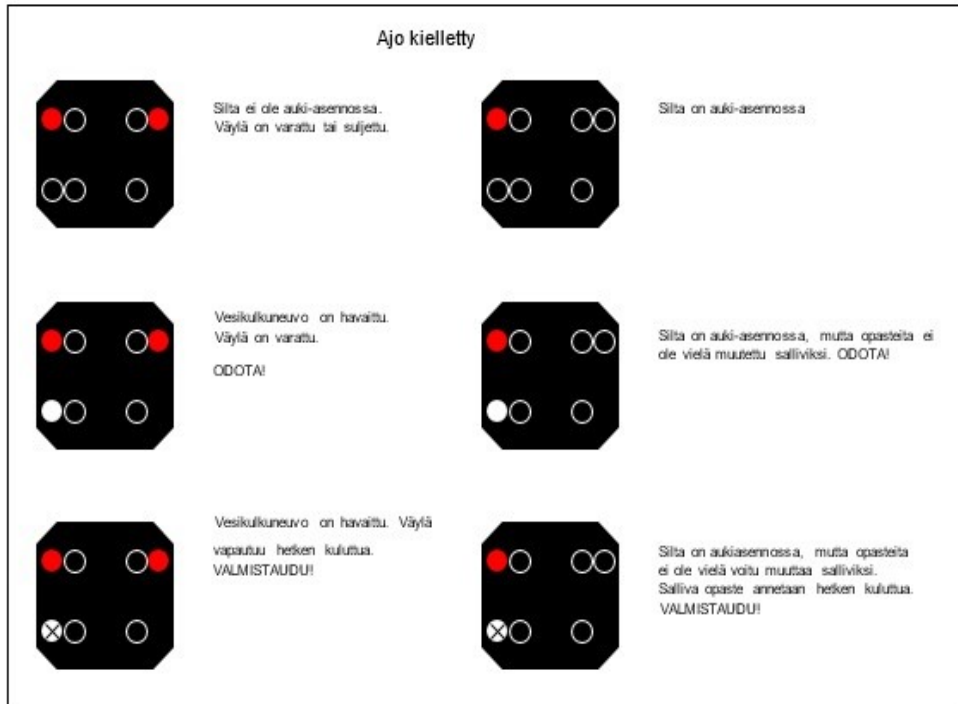 Ajo kielletty
Silta ei ole auki-asennossa.
Väylä on varattu tai suljettu.
Silta on auki-asennossa
Vesikulkuneuvo on havaittu.
Väylä on varattu.
ODOTA!
Silta on auki-asennossa, mutta opasteita ei
ole vielä muutettu salliviksi. ODOTA!
Vesikulkuneuvo on havaittu. Väylä
vapautuu hetken kuluttua.
VALMISTAUDU!
Silta on aukiasennossa, mutta opasteita
ei ole vielä voitu muuttaa salliviksi.
Salliva opaste annetaan hetken kuluttua.
VALMISTAUDU!